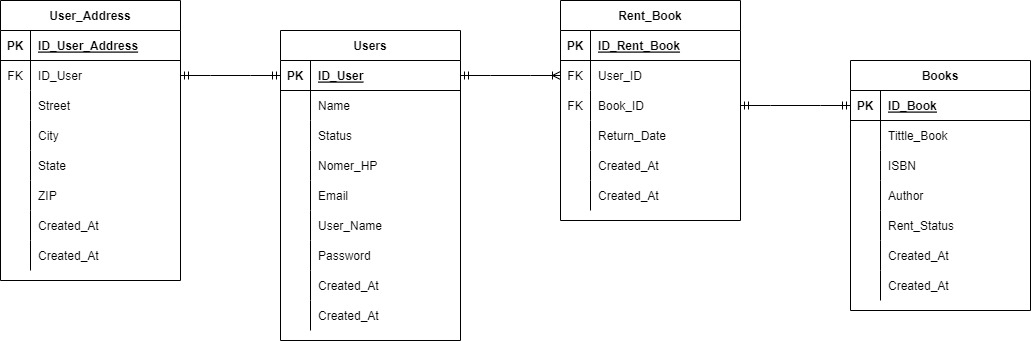 User_Address
PK ID_User_Address
FK ID_User
Street
City
State
ZIP
Created_At
Created_At
Users
PK ID_User
Name
Status
Nomer_HP
Email
User_Name
Password
Created_At
Created_At
Rent_Book
PK ID_Rent_Book
FK User_ID
FK Book_ID
Return_Date
Created_At
Created_At
Books
PK ID_Book
Tittle_Book
ISBN
Author
Rent_Status
Created_At
Created_At